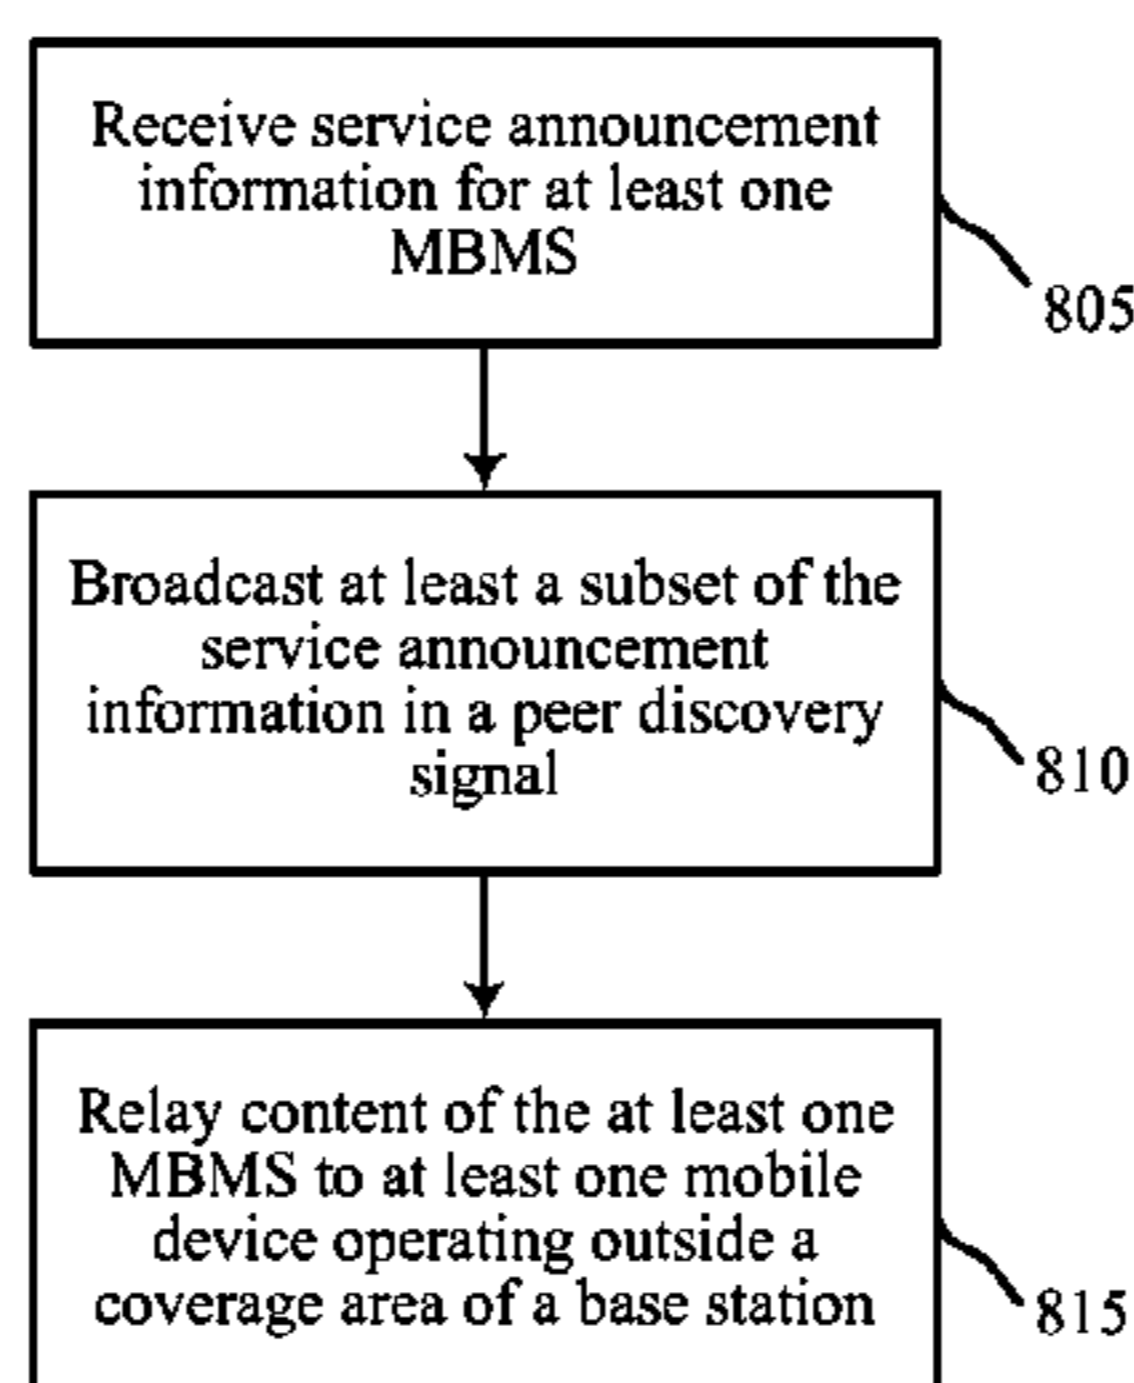 Receive service announcement
information for at least one
MBMS
805
Broadcast at least a subset of the
service announcement
information in a peer discovery
signal
810
Relay content of the at least one
MBMS to at least one mobile
device operating outside a
coverage area of a base station
815